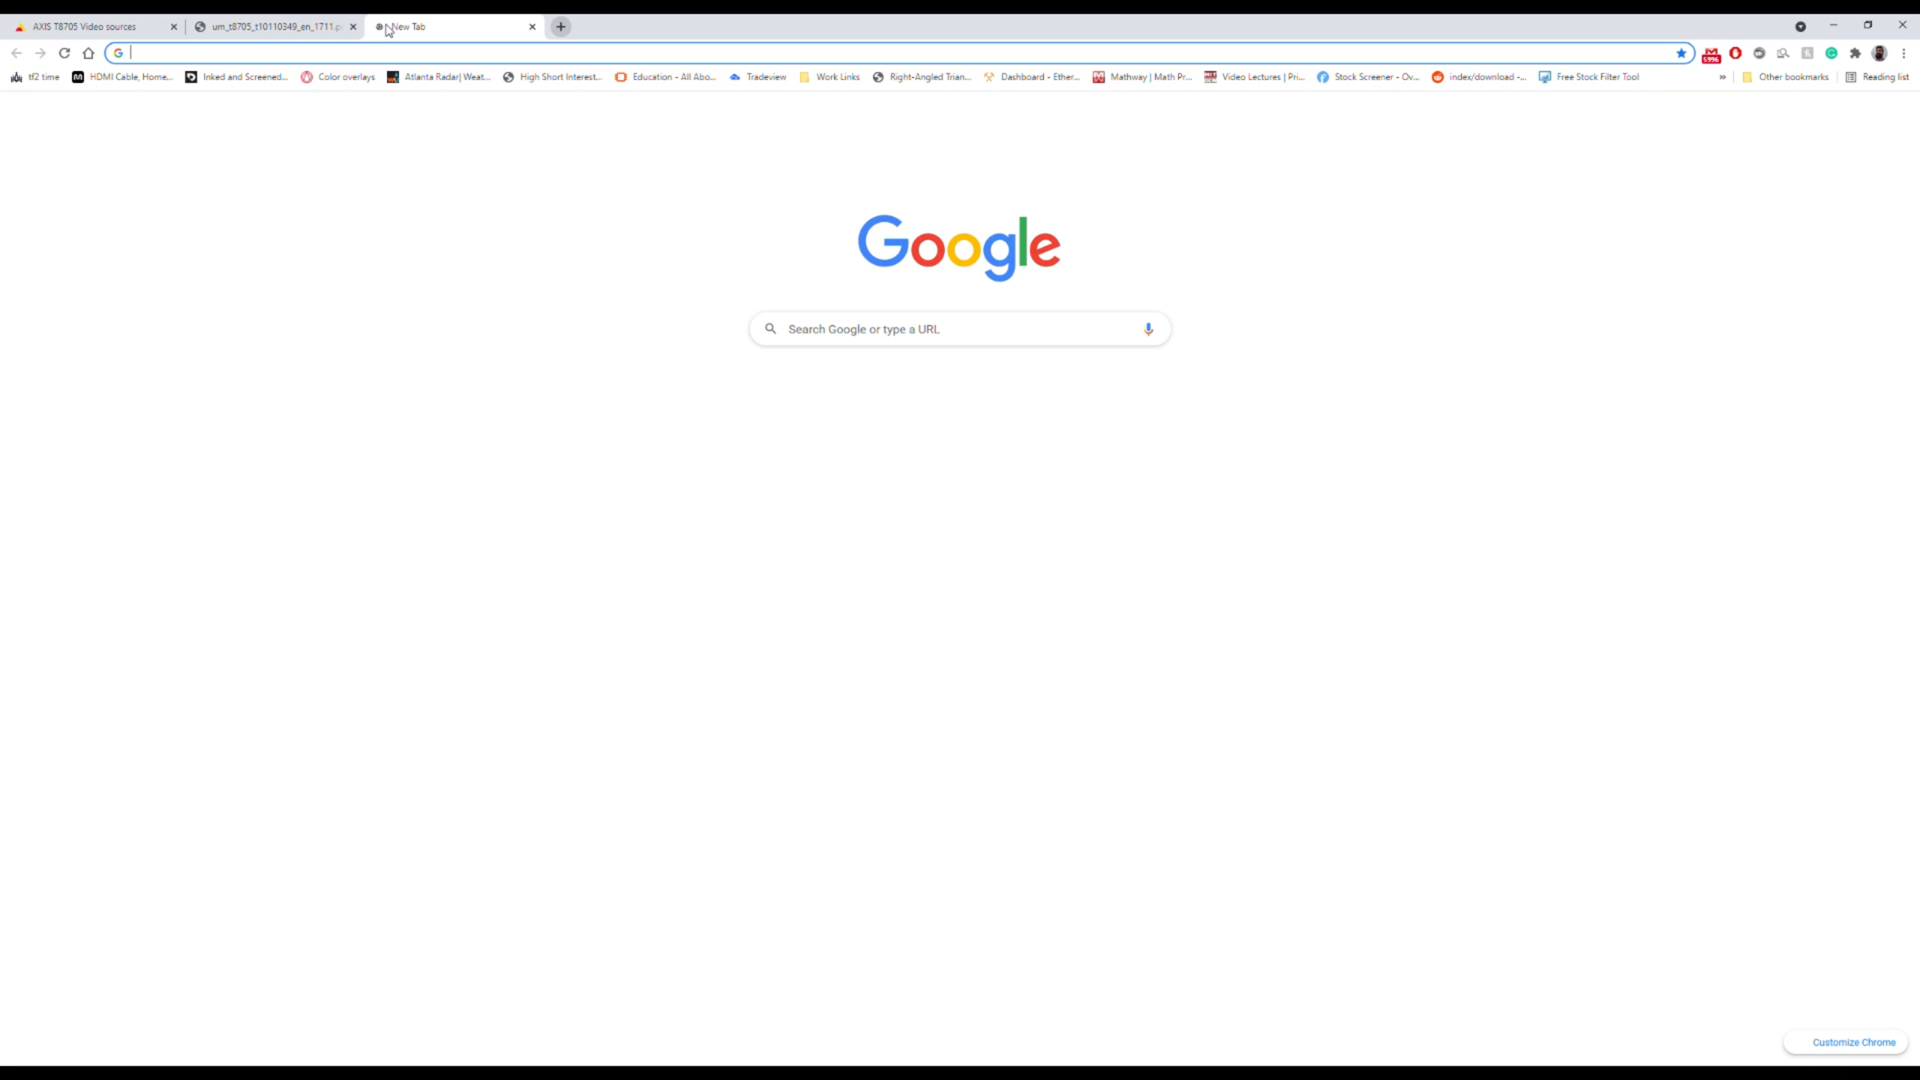 AXIS T8705 Video sources um_t8705_t10110349_en_1711.p New Tab
tf2 time HDMI Cable, Home... Inked and Screened... Color overlays Atlanta Radar| Weat... High Short Interest... Education - All Abo... Tradeview Work Links Right-Angled Trian... Dashboard - Ether... Mathway | Math Pr... Video Lectures | Pri... Stock Screener - Ov... index/download -... Free Stock Filter Tool » Other bookmarks Reading list
5996
Google
Search Google or type a URL
Customize Chrome